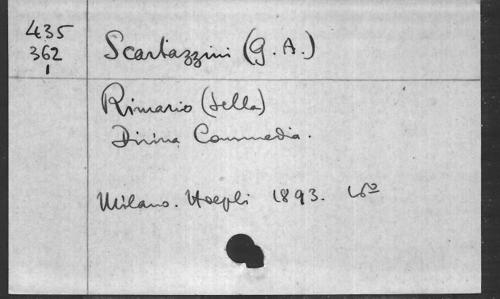 435
362
1
Scartazzini (G. A.)
Rimario (della)
Divina Commedia.
Milano. Hoepli 1893. 16º